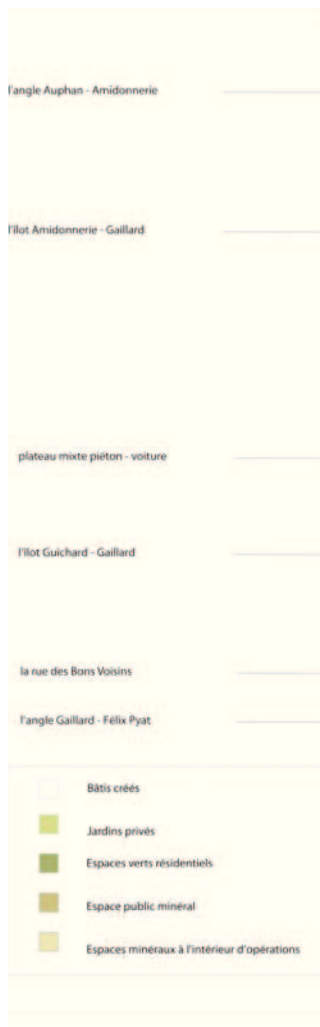 l'angle Auphan - Amidonnerie
l'îlot Amidonnerie - Gaillard
plateau mixte piéton - voiture
l'îlot Guichard - Gaillard
la rue des Bons Voisins
l'angle Gaillard - Félix Pyat
Bâtis créés
Jardins privés
Espaces verts résidentiels
Espace public minéral
Espaces minéraux à l'intérieur d'opérations